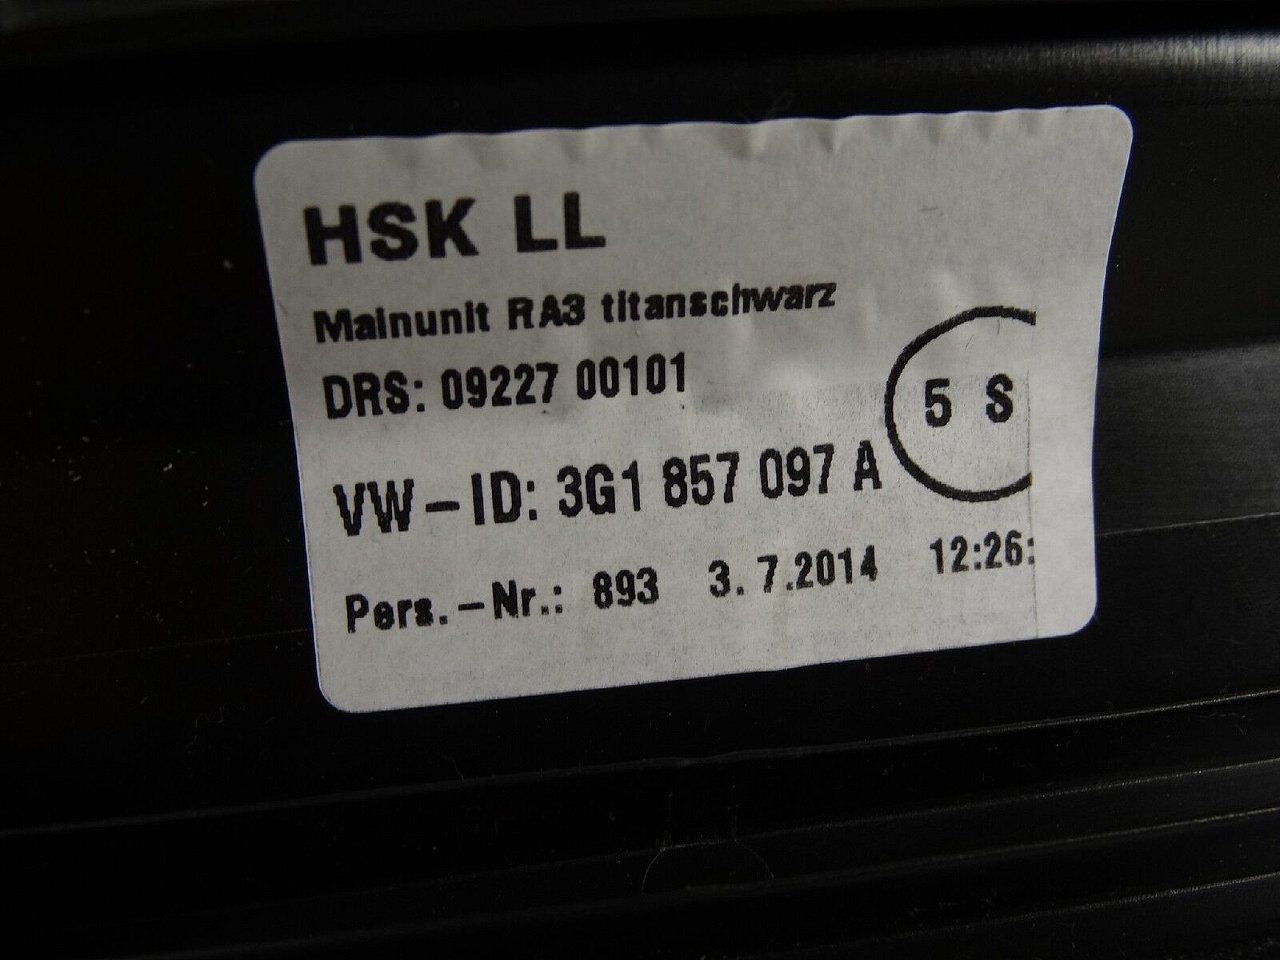 HSK LL
Mainunit RA3 titanschwarz
DRS: 09227 00101
5 S
VW-ID: 3G1 857 097 A
Pers.-Nr.: 893 3. 7.2014 12:26: